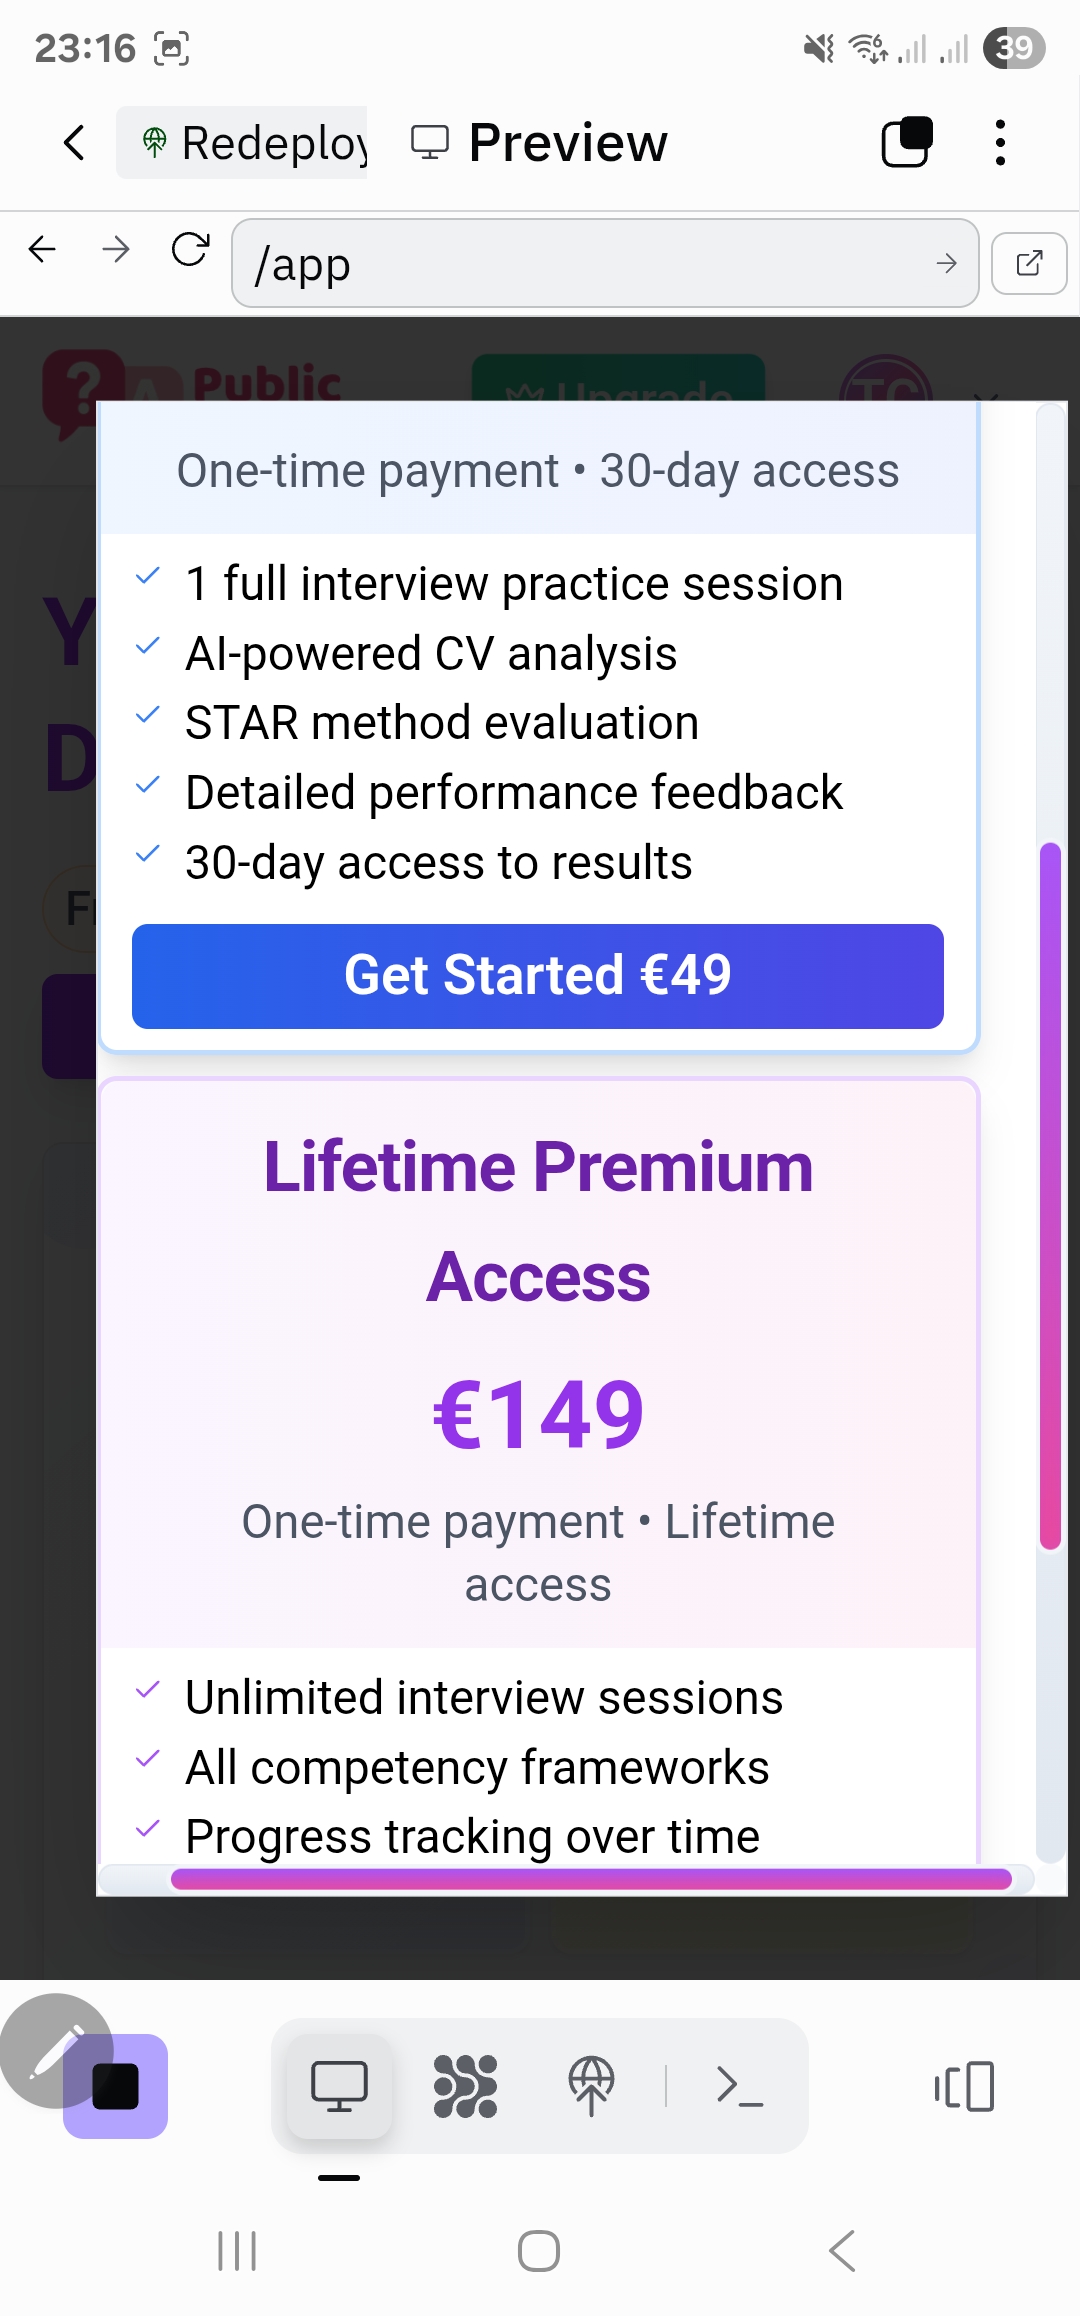 23:16
6
39
Redeploy
Preview
/app
?
A
Public
Upgrade
TC
One-time payment • 30-day access
Y
1 full interview practice session
AI-powered CV analysis
STAR method evaluation
D
Detailed performance feedback
30-day access to results
Fr
Get Started €49
Lifetime Premium
Access
€149
One-time payment • Lifetime
access
Unlimited interview sessions
All competency frameworks
Progress tracking over time